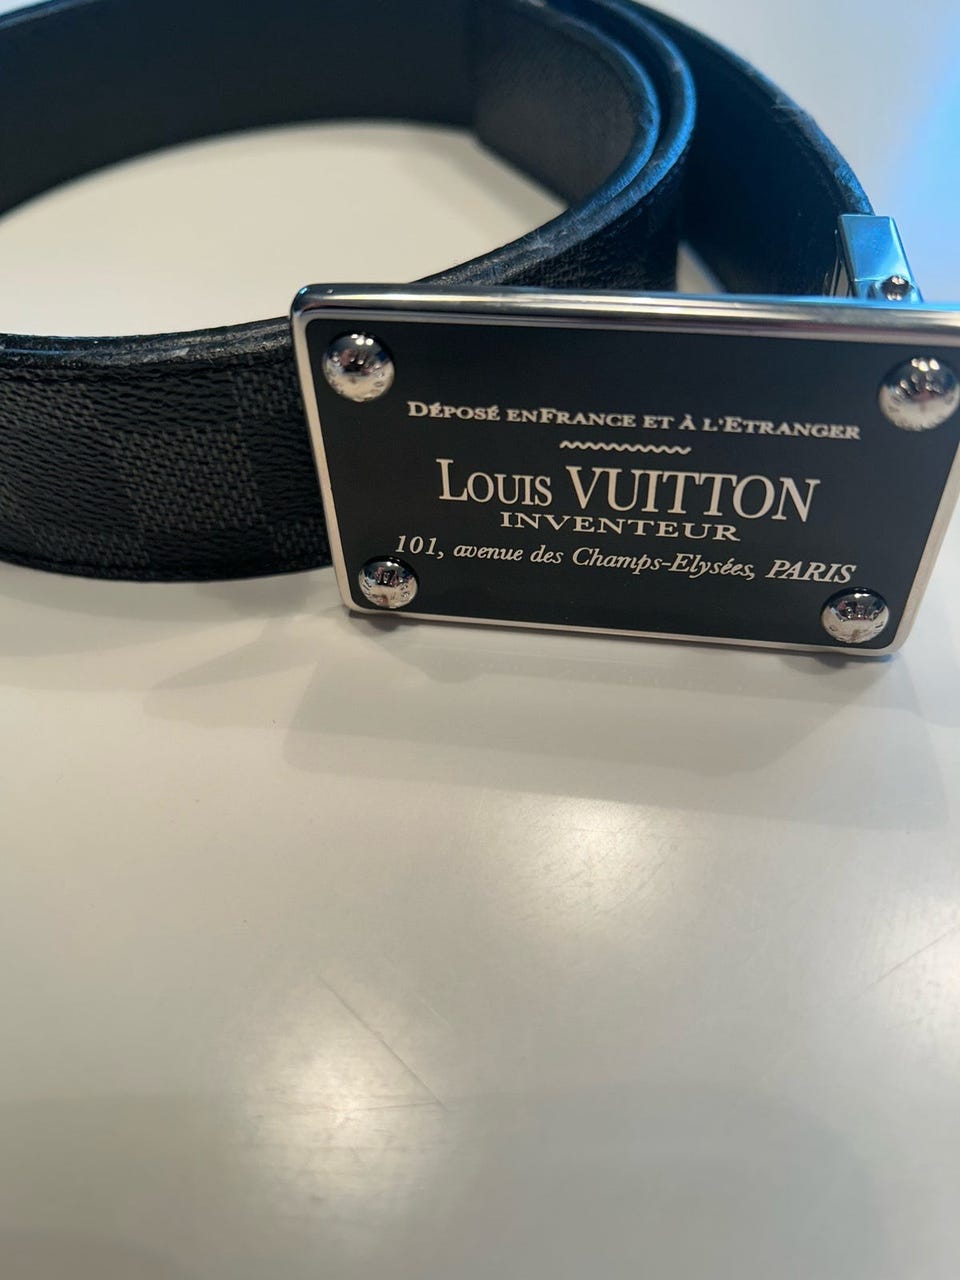 DÉPOSÉ ENFRANCE ET À L'ETRANGER
LOUIS VUITTON
INVENTEUR
101, avenue des Champs-Elysées, PARIS